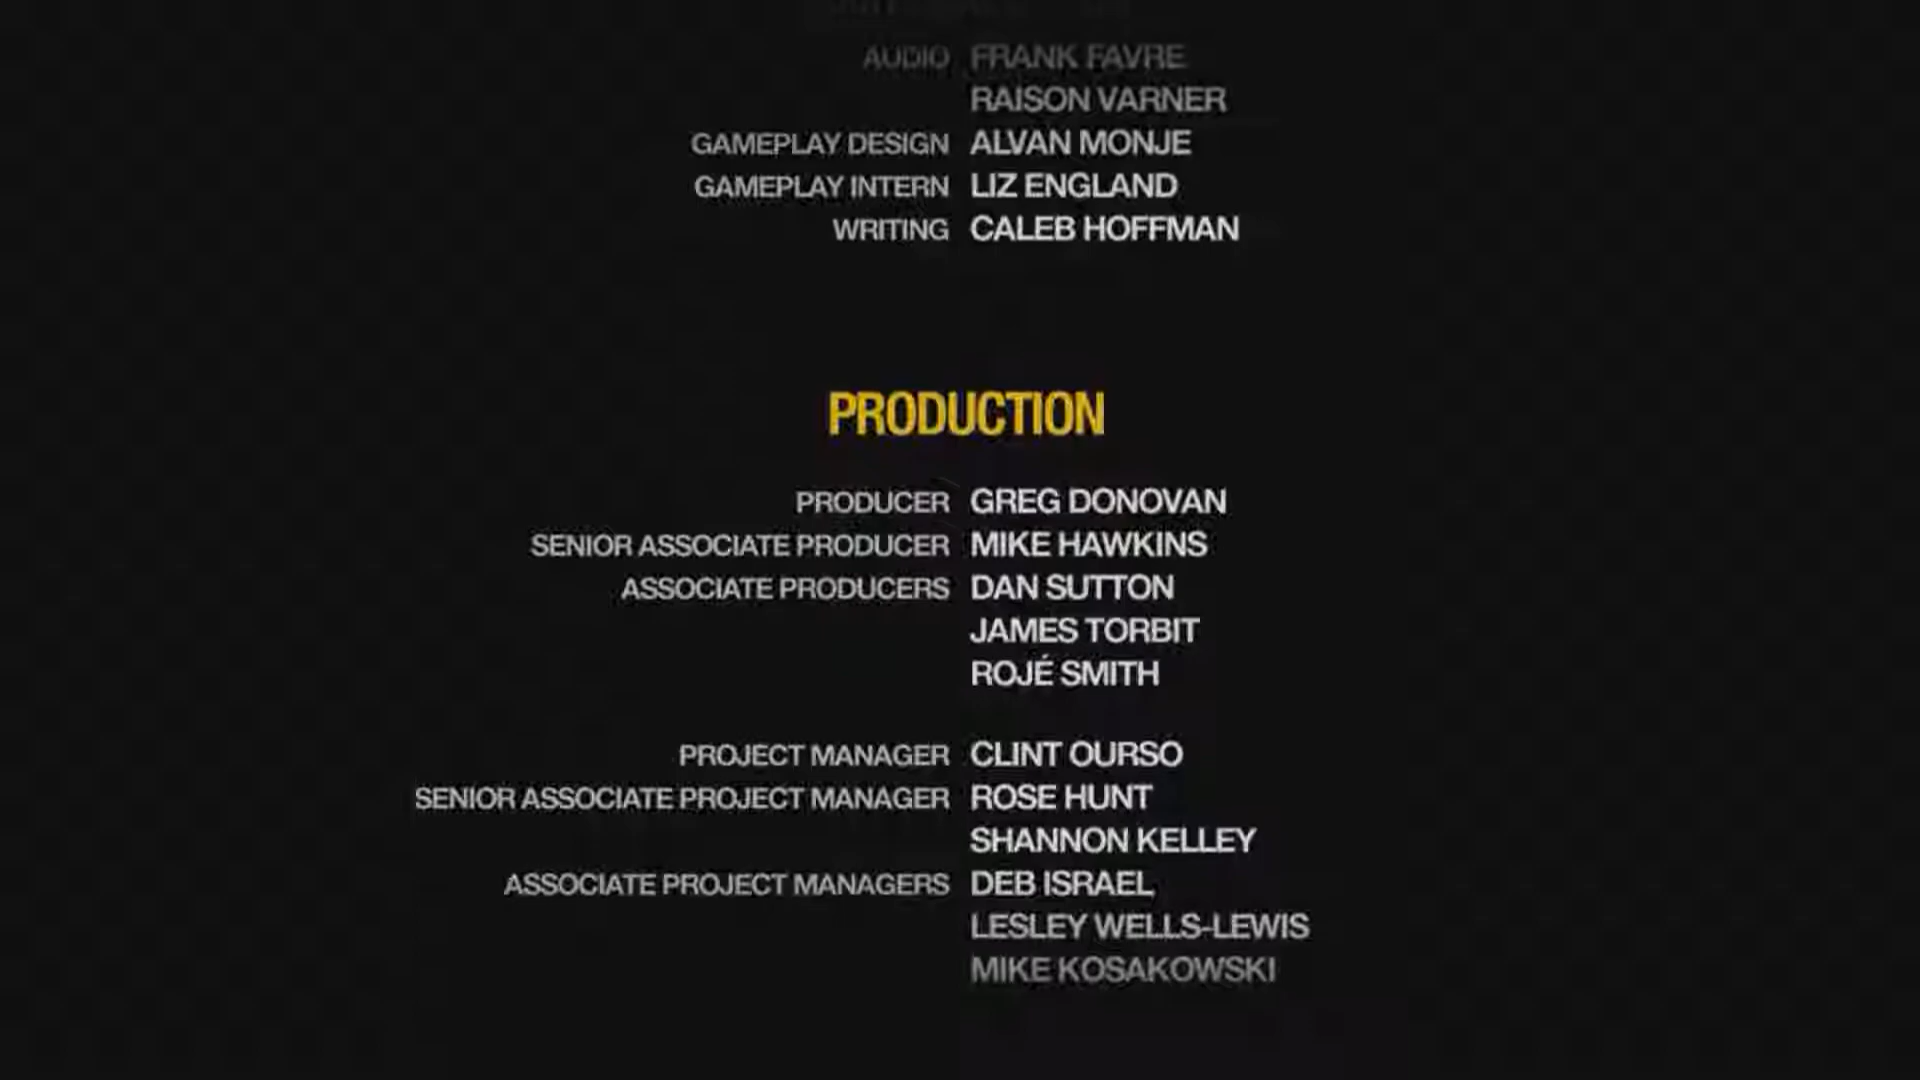 AUDIO FRANK FAVRE
RAISON VARNER
GAMEPLAY DESIGN ALVAN MONJE
GAMEPLAY INTERN LIZ ENGLAND
WRITING CALEB HOFFMAN
PRODUCTION
PRODUCER GREG DONOVAN
SENIOR ASSOCIATE PRODUCER MIKE HAWKINS
ASSOCIATE PRODUCERS DAN SUTTON
JAMES TORBIT
ROJÉ SMITH
PROJECT MANAGER CLINT OURSO
SENIOR ASSOCIATE PROJECT MANAGER ROSE HUNT
SHANNON KELLEY
ASSOCIATE PROJECT MANAGERS DEB ISRAEL
LESLEY WELLS-LEWIS
MIKE KOSAKOWSKI